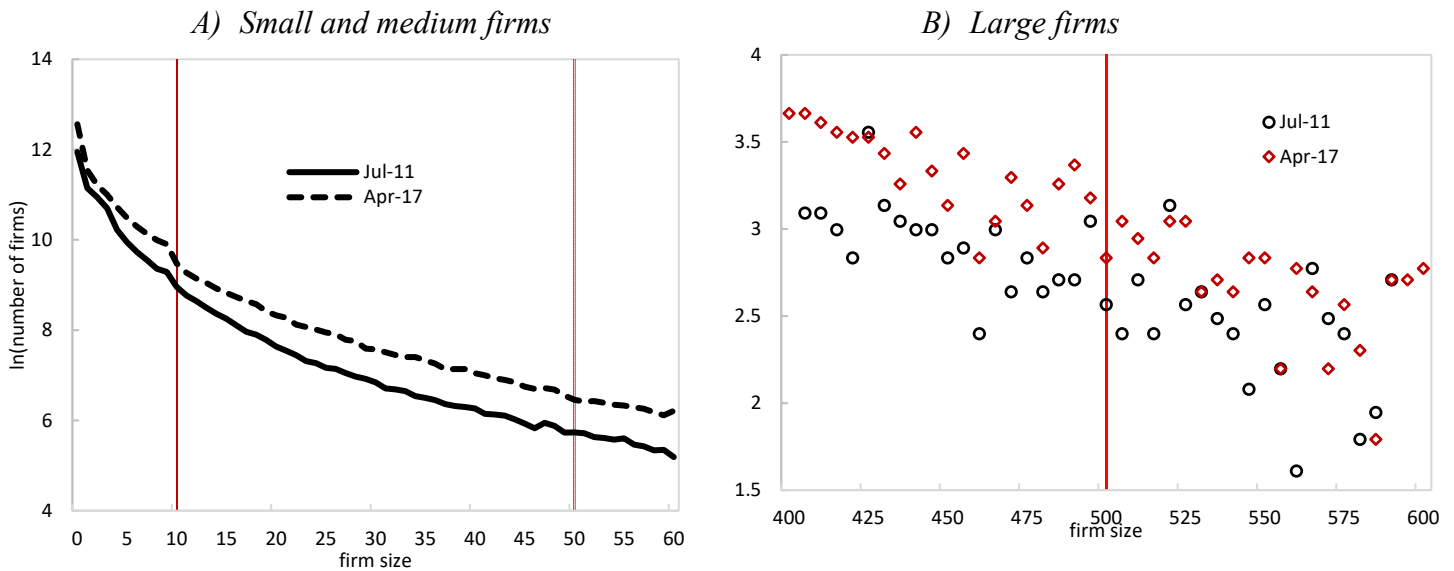 A) Small and medium firms
14
12
10
8
6
4
ln(number of firms)
Jul-11
Apr-17
0 5 10 15 20 25 30 35 40 45 50 55 60
firm size
B) Large firms
4
3.5
3
2.5
2
1.5
Jul-11
Apr-17
400 425 450 475 500 525 550 575 600
firm size